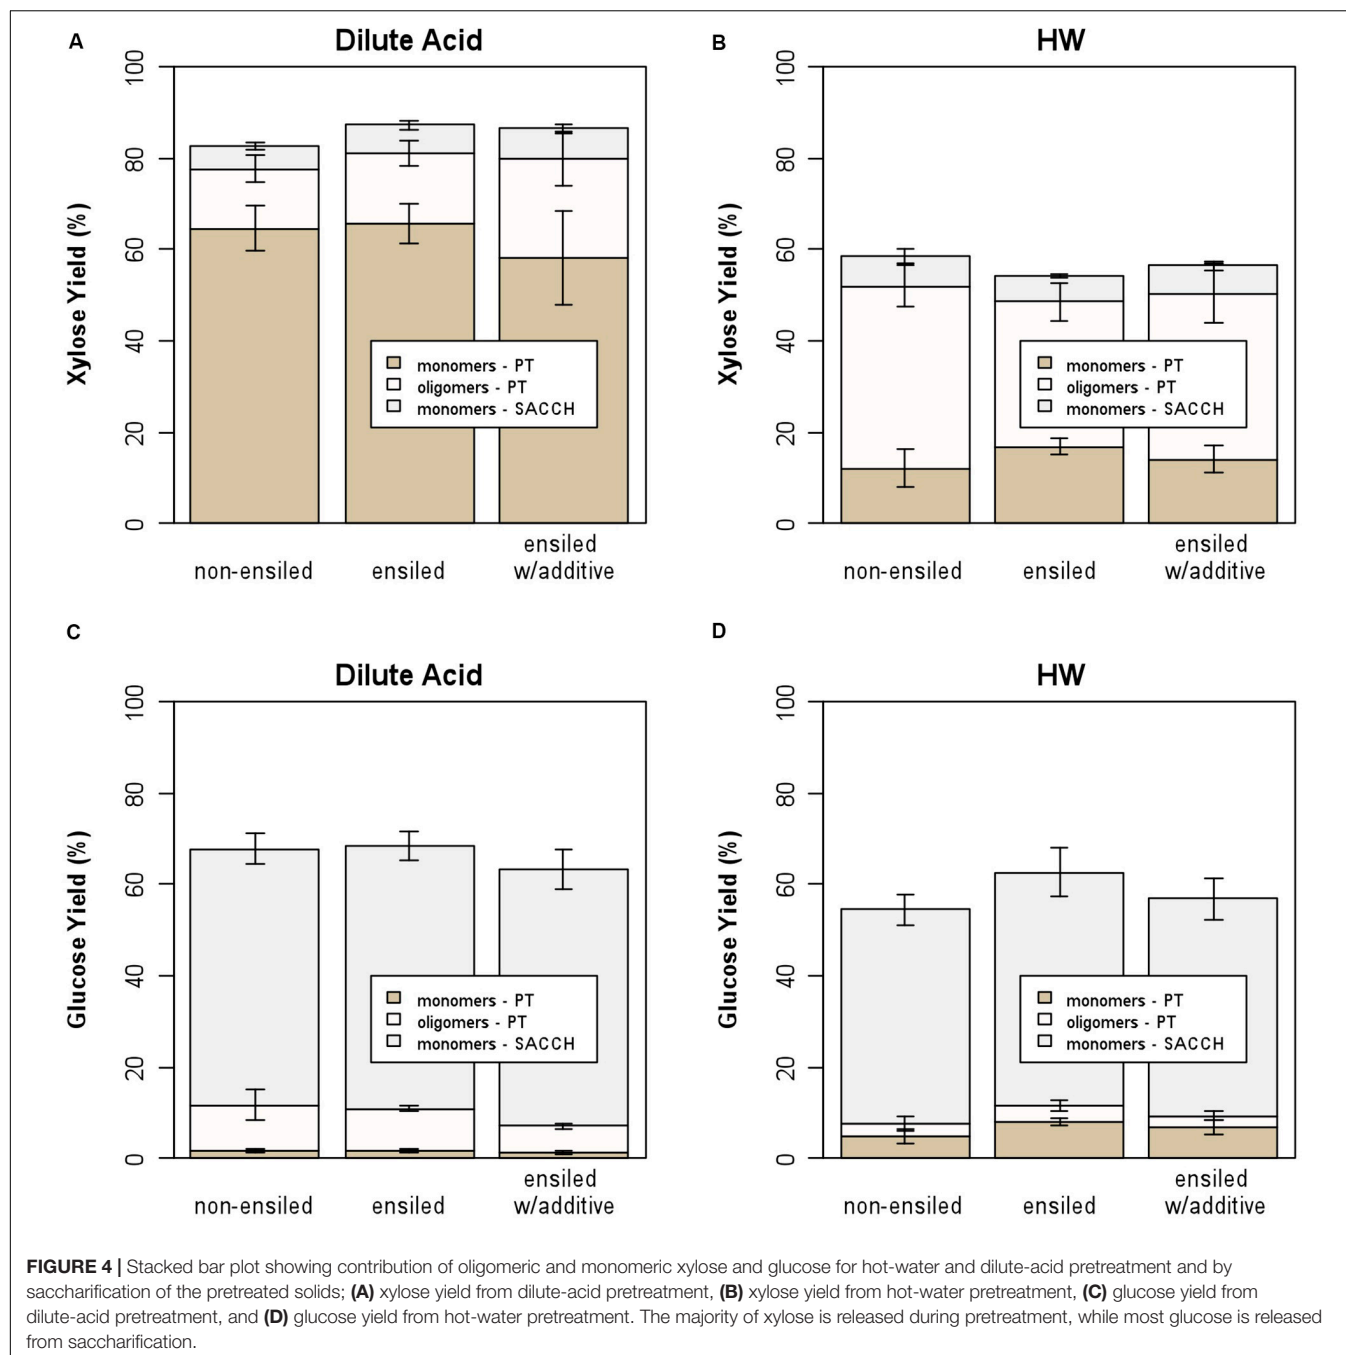 A
Dilute Acid
Xylose Yield (%)
100
80
60
40
20
0
monomers - PT
oligomers - PT
monomers - SACCH
non-ensiled
ensiled
ensiled
w/additive
B
HW
Xylose Yield (%)
100
80
60
40
20
0
monomers - PT
oligomers - PT
monomers - SACCH
non-ensiled
ensiled
ensiled
w/additive
C
Dilute Acid
Glucose Yield (%)
100
80
60
40
20
0
monomers - PT
oligomers - PT
monomers - SACCH
non-ensiled
ensiled
ensiled
w/additive
D
HW
Glucose Yield (%)
100
80
60
40
20
0
monomers - PT
oligomers - PT
monomers - SACCH
non-ensiled
ensiled
ensiled
w/additive
FIGURE 4 | Stacked bar plot showing contribution of oligomeric and monomeric xylose and glucose for hot-water and dilute-acid pretreatment and by
saccharification of the pretreated solids; (A) xylose yield from dilute-acid pretreatment, (B) xylose yield from hot-water pretreatment, (C) glucose yield from
dilute-acid pretreatment, and (D) glucose yield from hot-water pretreatment. The majority of xylose is released during pretreatment, while most glucose is released
from saccharification.